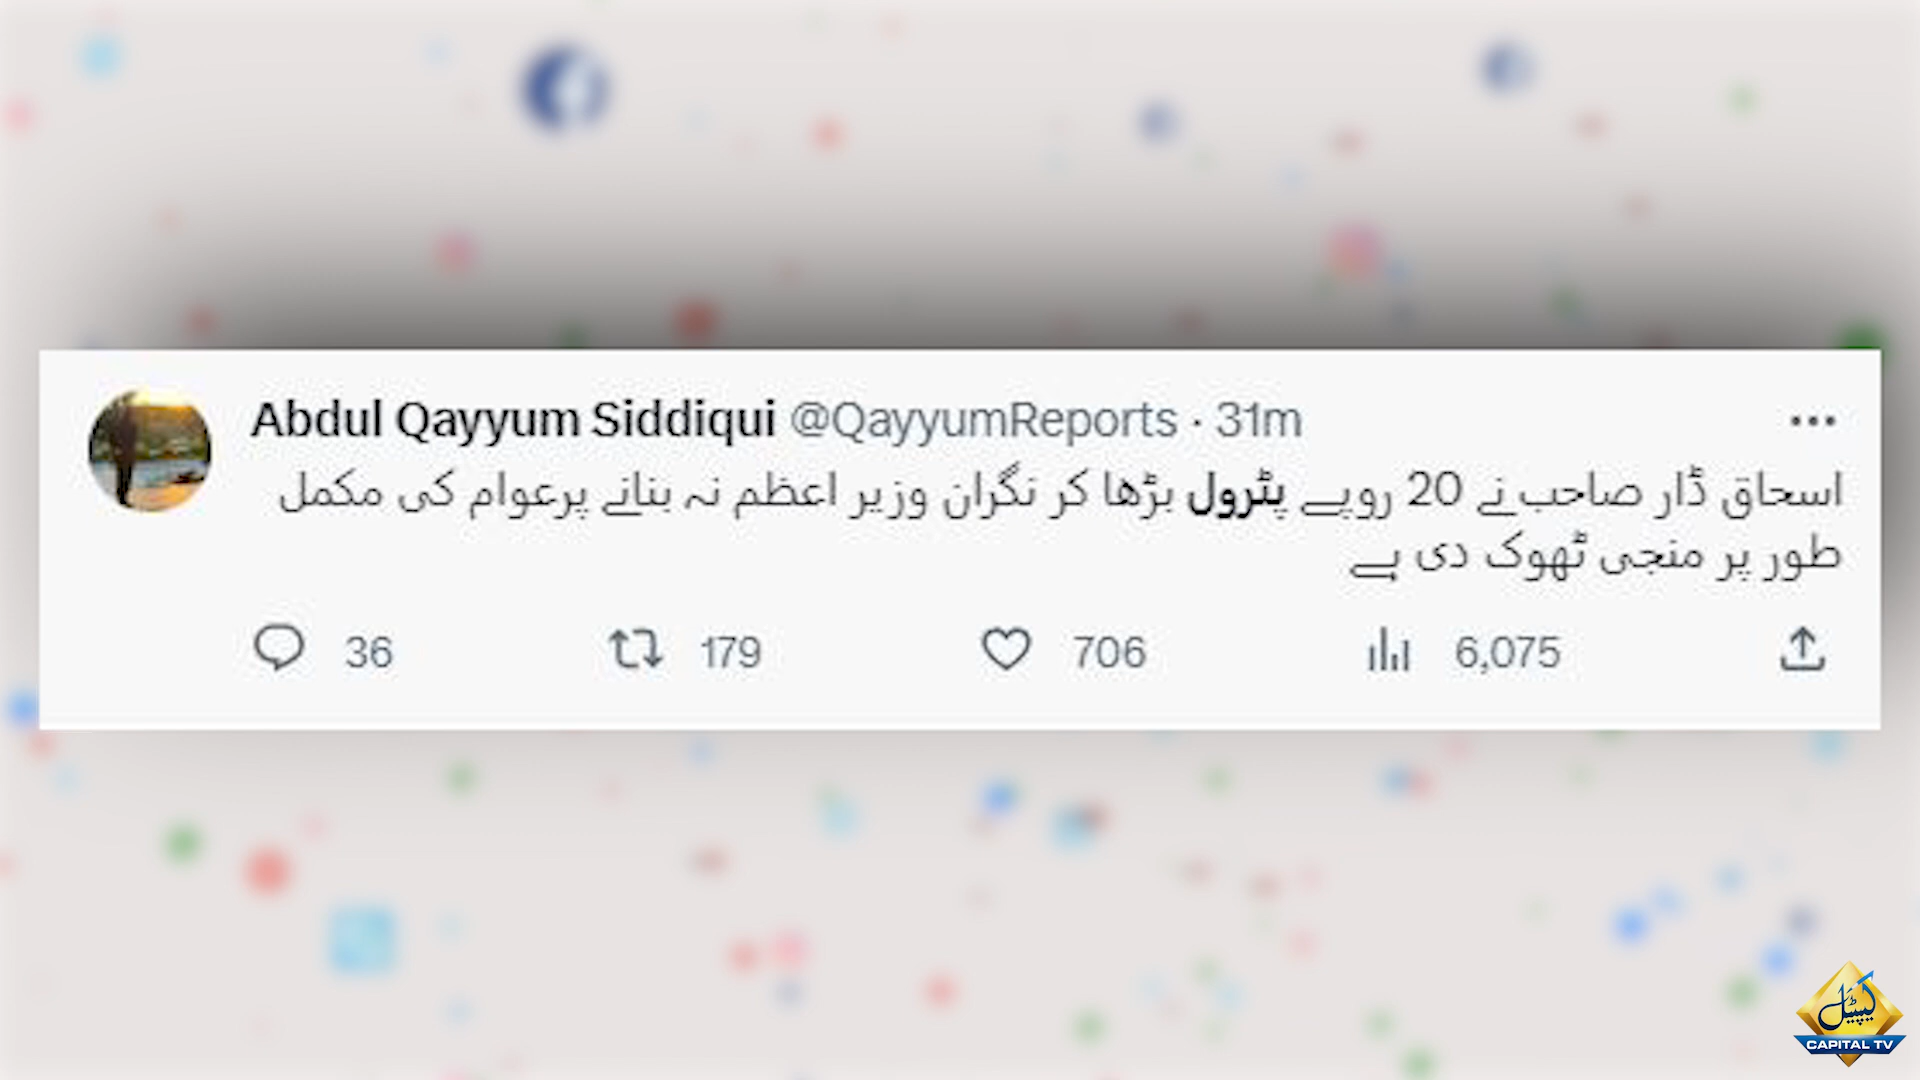 Abdul Qayyum Siddiqui @QayyumReports · 31m
اسحاق ڈار صاحب نے 20 روپے پٹرول بڑھا کر نگران وزیر اعظم نہ بنانے پرعوام کی مکمل
طور پر منجی ٹھوک دی ہے
36 179 706 6,075
کیپیٹل
CAPITAL TV